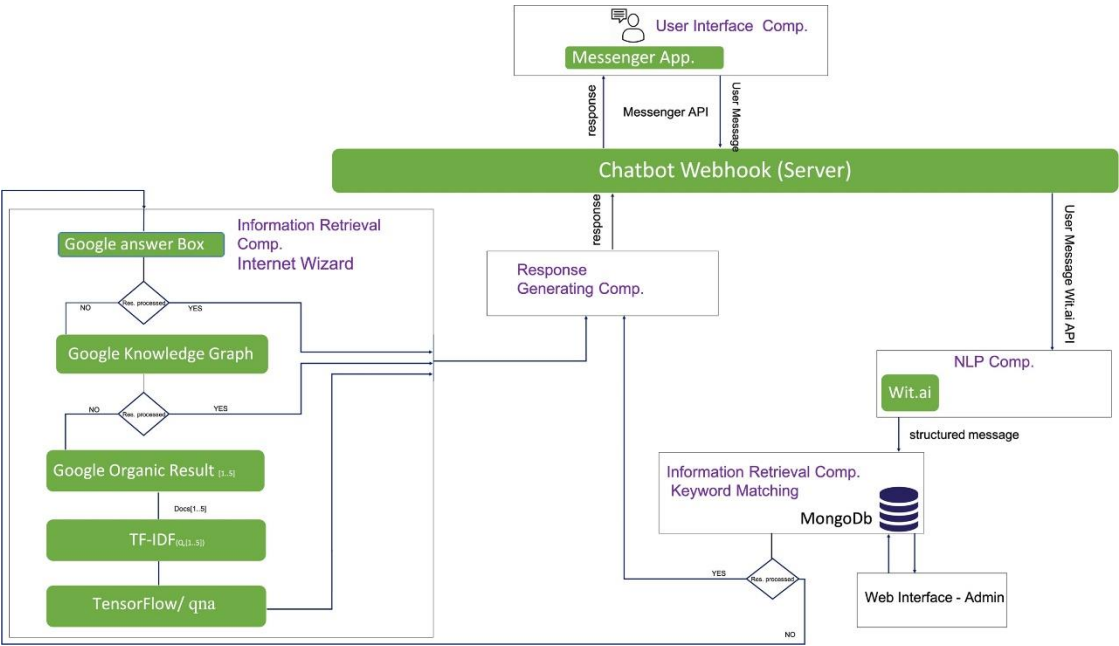 User Interface Comp.
Messenger App.
response
Messenger API
User Message
Chatbot Webhook (Server)
response
User Message Wit.ai API
Information Retrieval
Comp.
Internet Wizard
Google answer Box
Res. processed
NO
YES
Google Knowledge Graph
Res. processed
NO
YES
Google Organic Result [1..5]
Docs[1..5]
TF-IDF(Q,[1..5])
TensorFlow/ qna
Response
Generating Comp.
NLP Comp.
Wit.ai
structured message
Information Retrieval Comp.
Keyword Matching
MongoDb
YES
Res. processed
NO
Web Interface - Admin